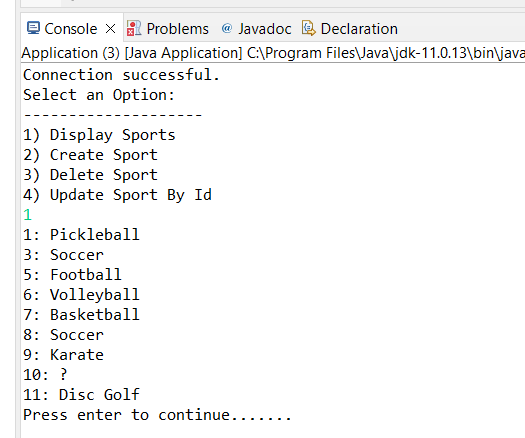 Console Problems @ Javadoc Declaration
Application (3) [Java Application] C:\Program Files\Java\jdk-11.0.13\bin\java
Connection successful.
Select an Option:
--------------------
1) Display Sports
2) Create Sport
3) Delete Sport
4) Update Sport By Id
1
1: Pickleball
3: Soccer
5: Football
6: Volleyball
7: Basketball
8: Soccer
9: Karate
10: ?
11: Disc Golf
Press enter to continue.......